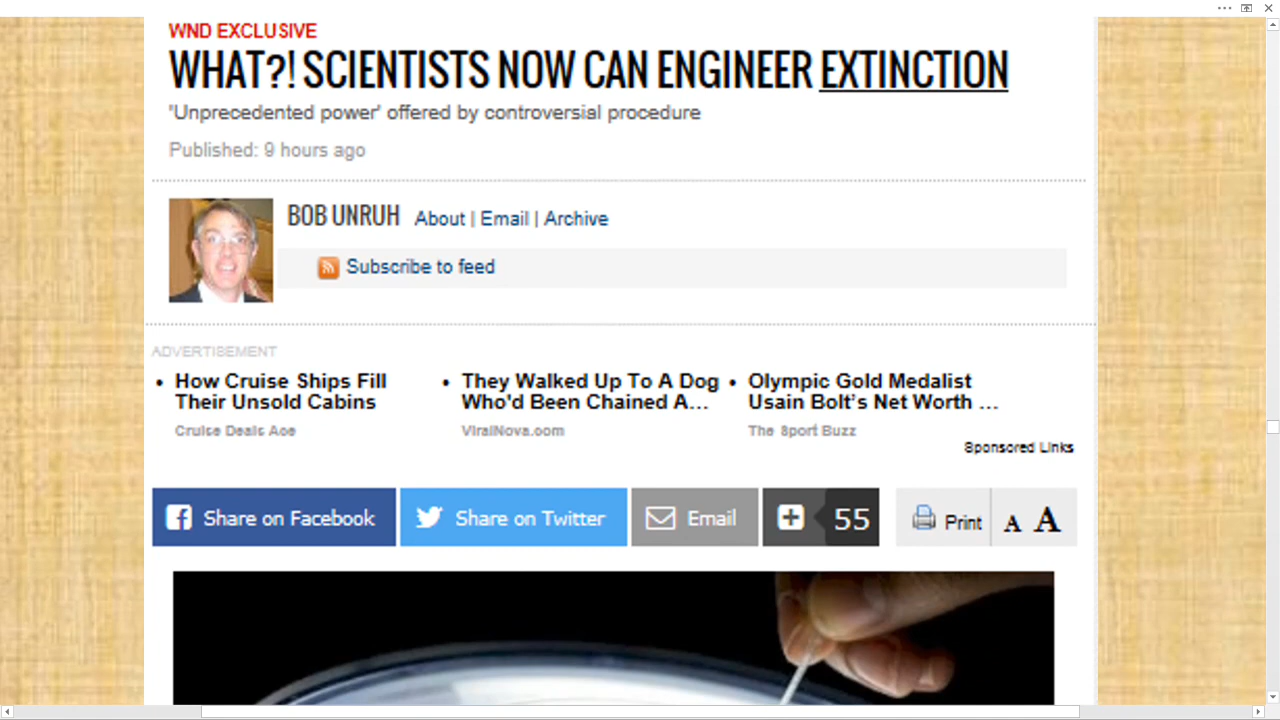 WND EXCLUSIVE
WHAT?! SCIENTISTS NOW CAN ENGINEER EXTINCTION
'Unprecedented power' offered by controversial procedure
Published: 9 hours ago
BOB UNRUH About | Email | Archive
Subscribe to feed
ADVERTISEMENT
• How Cruise Ships Fill Their Unsold Cabins
Cruise Deals Ace
• They Walked Up To A Dog Who'd Been Chained A...
ViralNova.com
• Olympic Gold Medalist Usain Bolt's Net Worth ...
The Sport Buzz
Sponsored Links
Share on Facebook Share on Twitter Email 55 Print A A